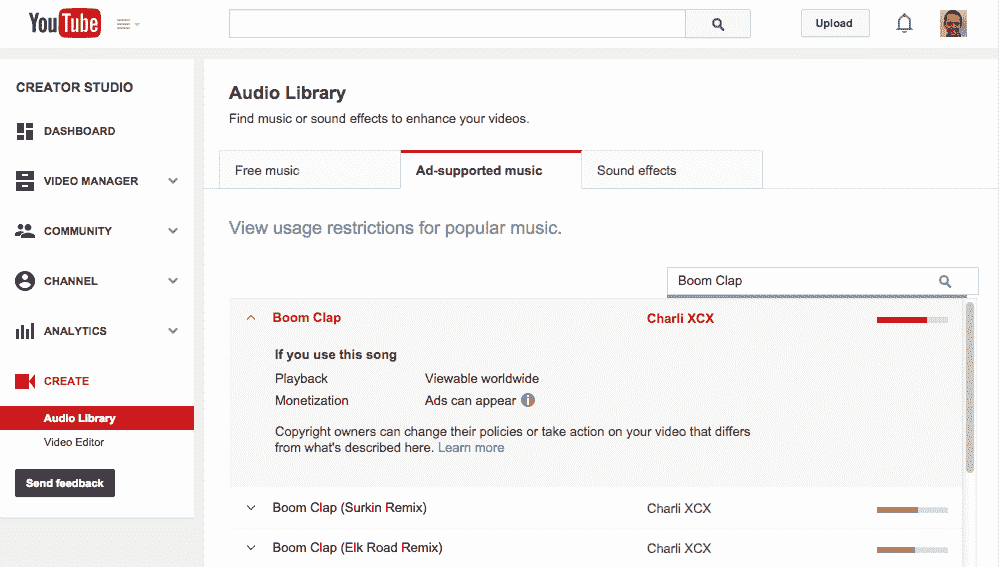 YouTube
Upload
CREATOR STUDIO
DASHBOARD
VIDEO MANAGER
COMMUNITY
CHANNEL
ANALYTICS
CREATE
Audio Library
Video Editor
Send feedback
Audio Library
Find music or sound effects to enhance your videos.
Free music
Ad-supported music
Sound effects
View usage restrictions for popular music.
Boom Clap
Boom Clap Charli XCX
If you use this song
Playback Viewable worldwide
Monetization Ads can appear i
Copyright owners can change their policies or take action on your video that differs
from what's described here. Learn more
Boom Clap (Surkin Remix) Charli XCX
Boom Clap (Elk Road Remix) Charli XCX